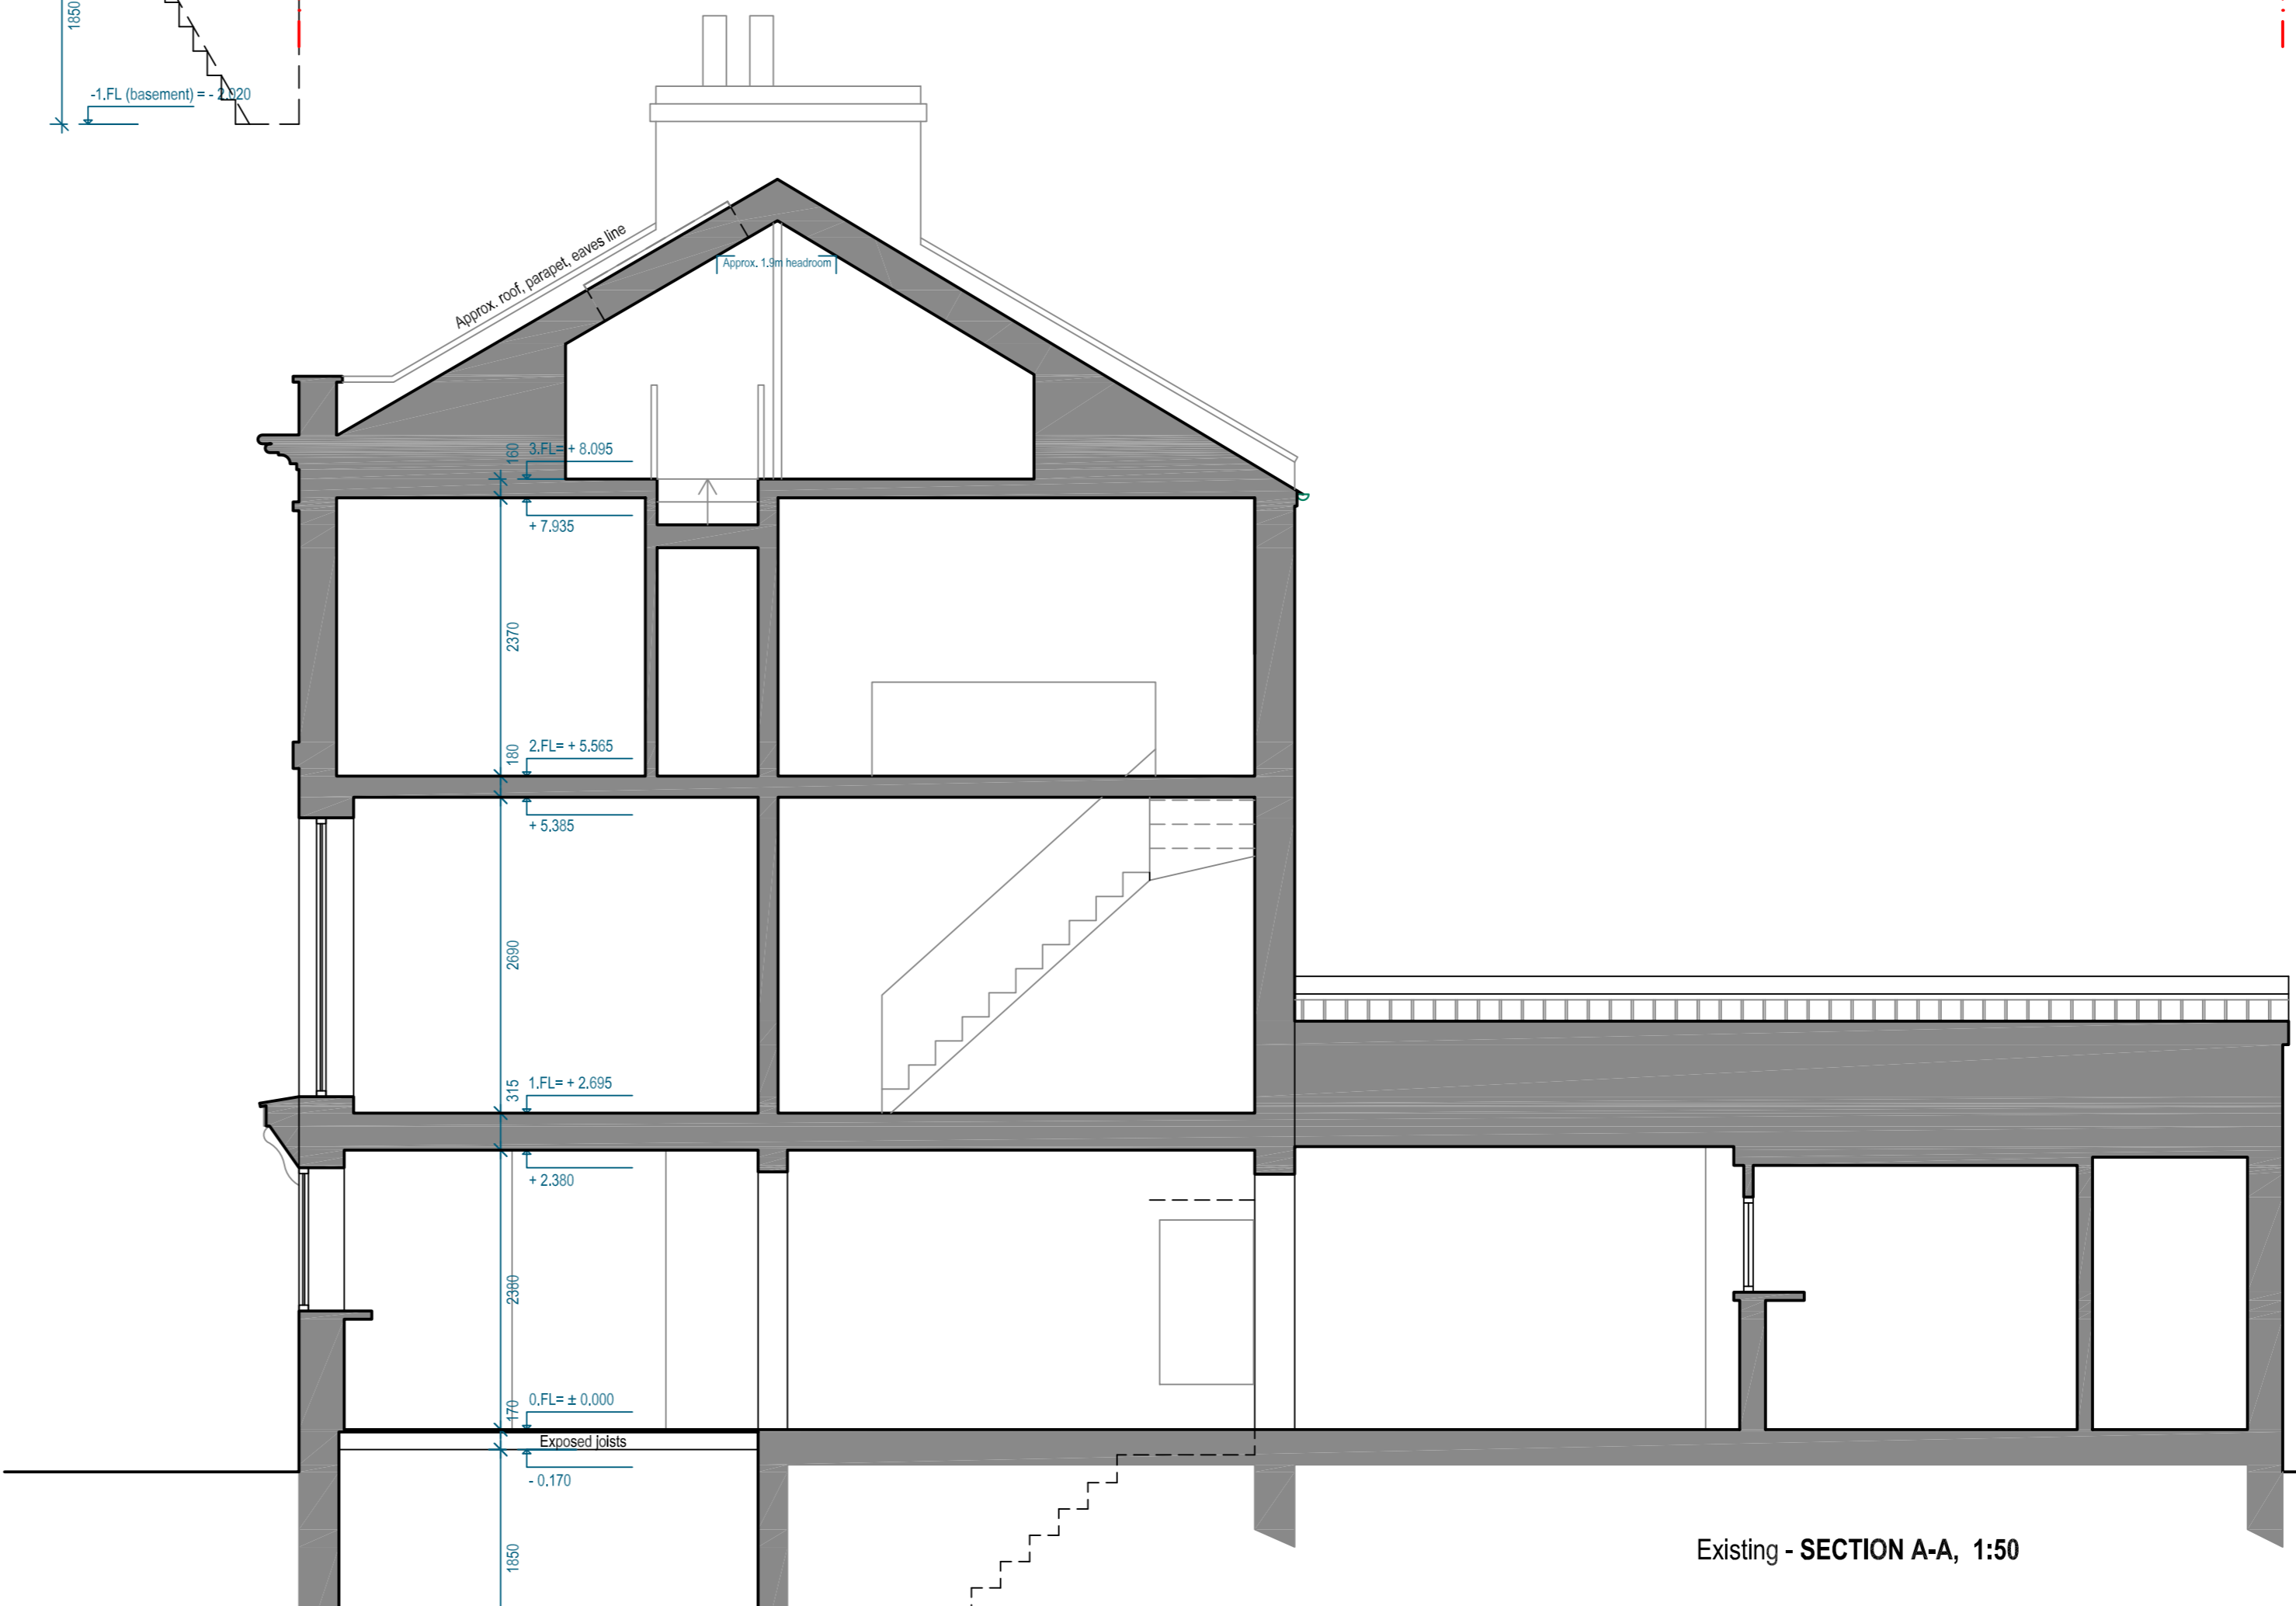 1850
-1.FL (basement) = - 2.020
Approx. roof, parapet, eaves line
Approx. 1.9m headroom
160
3.FL= + 8.095
+ 7.935
2370
180
2.FL= + 5.565
+ 5.385
2690
315
1.FL= + 2.695
+ 2.380
2380
170
0.FL= ± 0.000
Exposed joists
- 0.170
1850
Existing - SECTION A-A, 1:50